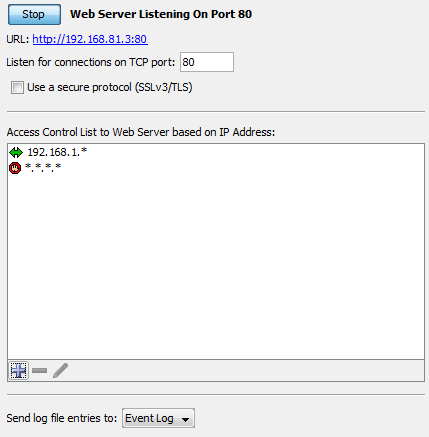 Stop Web Server Listening On Port 80
URL: http://192.168.81.3:80
Listen for connections on TCP port: 80
Use a secure protocol (SSLv3/TLS)
Access Control List to Web Server based on IP Address:
192.168.1.*
*.*.*.*
Send log file entries to: Event Log